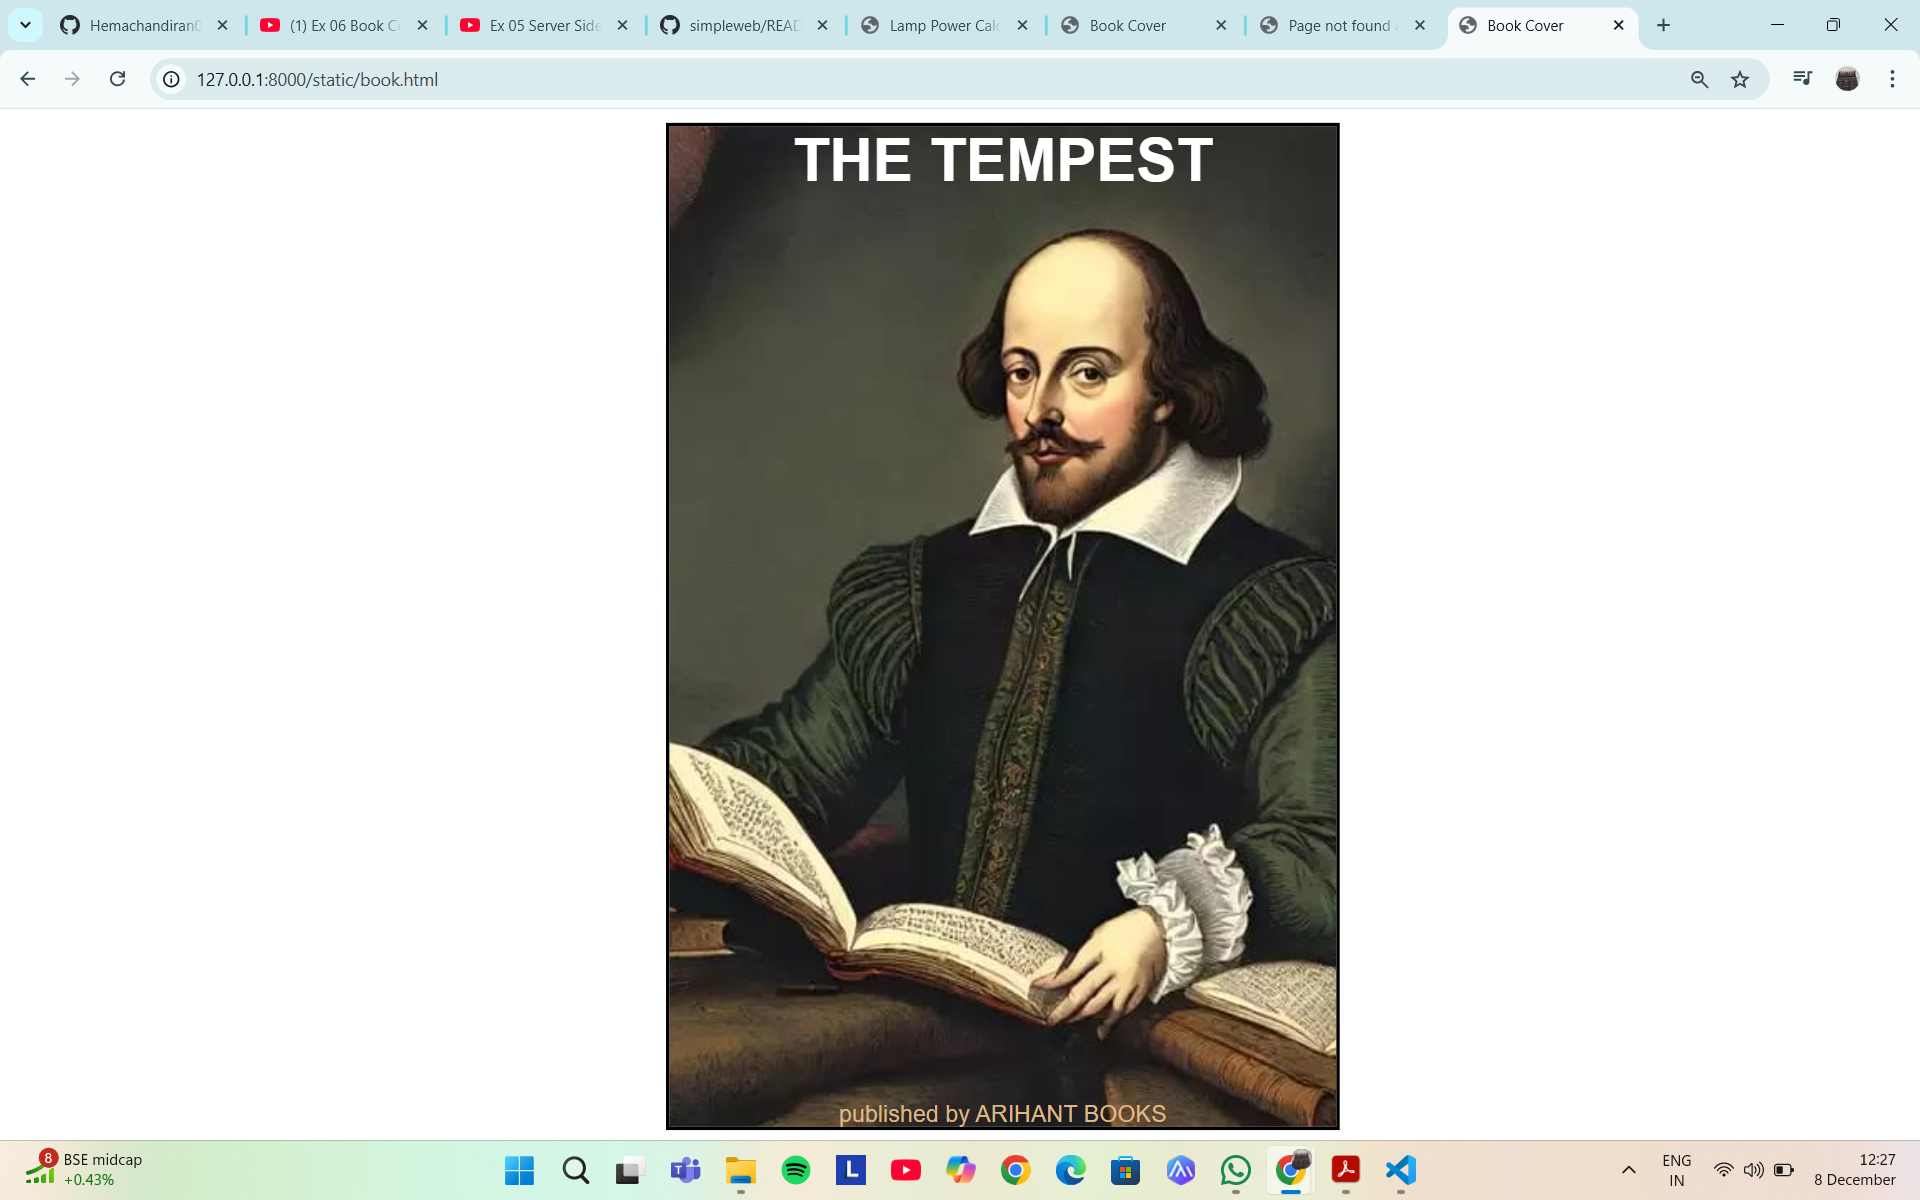 Hemachandiran
(1) Ex 06 Book Co
Ex 05 Server Side
simpleweb/READ
Lamp Power Calc
Book Cover
Page not found a
Book Cover
127.0.0.1:8000/static/book.html
THE TEMPEST
published by ARIHANT BOOKS
8
BSE midcap
+0.43%
L
ENG
IN
12:27
8 December